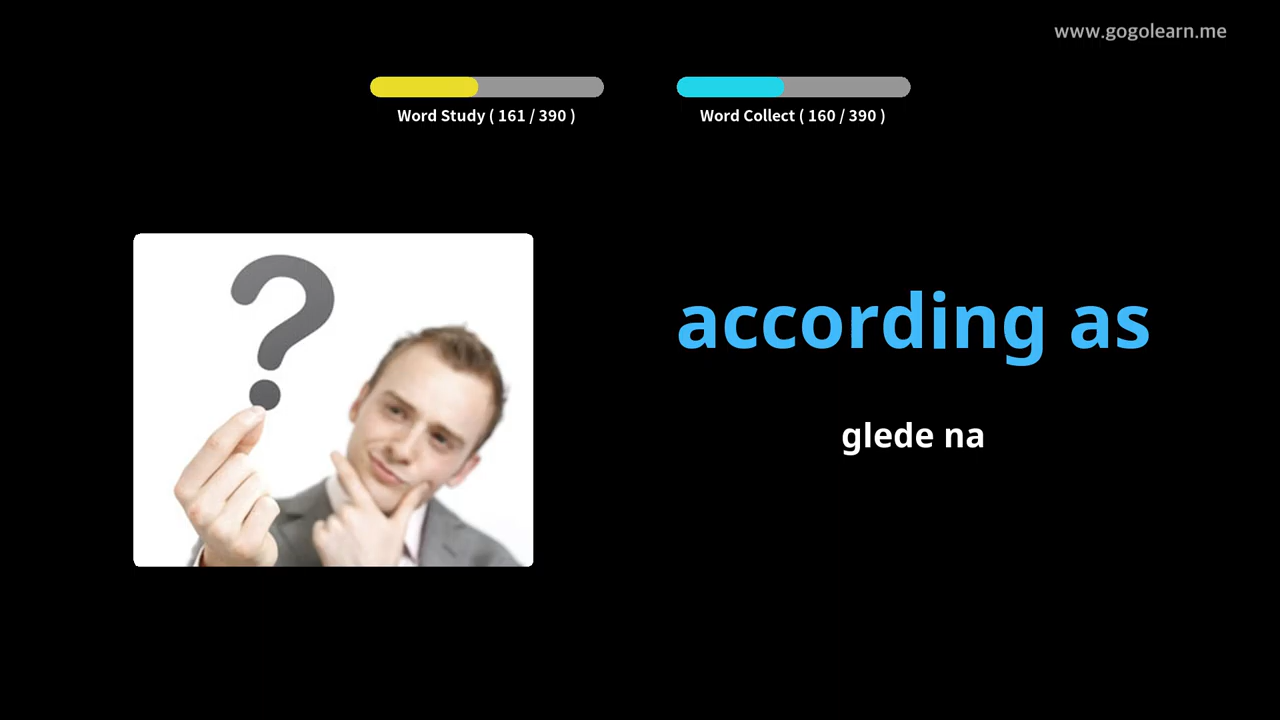 www.gogolearn.me
Word Study ( 161 / 390 )
Word Collect ( 160 / 390 )
?
according as
glede na